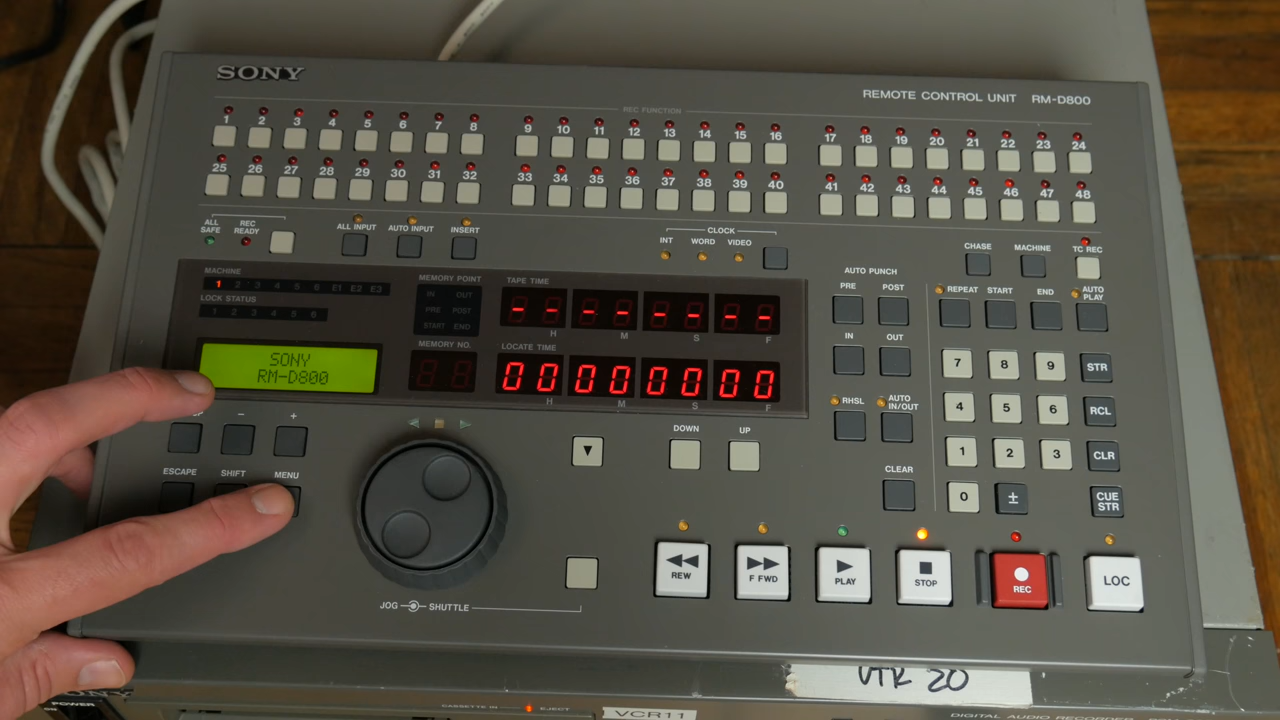 SONY
REMOTE CONTROL UNIT RM-D800
REC FUNCTION
1 2 3 4 5 6 7 8 9 10 11 12 13 14 15 16 17 18 19 20 21 22 23 24
25 26 27 28 29 30 31 32 33 34 35 36 37 38 39 40 41 42 43 44 45 46 47 48
ALL SAFE
REC READY
ALL INPUT
AUTO INPUT
INSERT
CLOCK
INT WORD VIDEO
CHASE
MACHINE
TC REC
MACHINE
1 2 3 4 5 6 E1 E2 E3
LOCK STATUS
1 2 3 4 5 6
MEMORY POINT
IN OUT
PRE POST
START END
TAPE TIME
- - - - - - - -
H M S F
MEMORY NO.
LOCATE TIME
00000000
H M S F
SONY
RM-D800
AUTO PUNCH
PRE POST
IN OUT
RHSL
AUTO IN/OUT
CLEAR
REPEAT START END
AUTO PLAY
7 8 9 STR
4 5 6 RCL
1 2 3 CLR
0 ± CUE STR
- +
ESCAPE SHIFT MENU
DOWN UP
JOG SHUTTLE
REW
F FWD
PLAY
STOP
REC
LOC
VTR 20
SONY
POWER
CASSETTE IN
EJECT
VCR11
DIGITAL AUDIO RECORDER